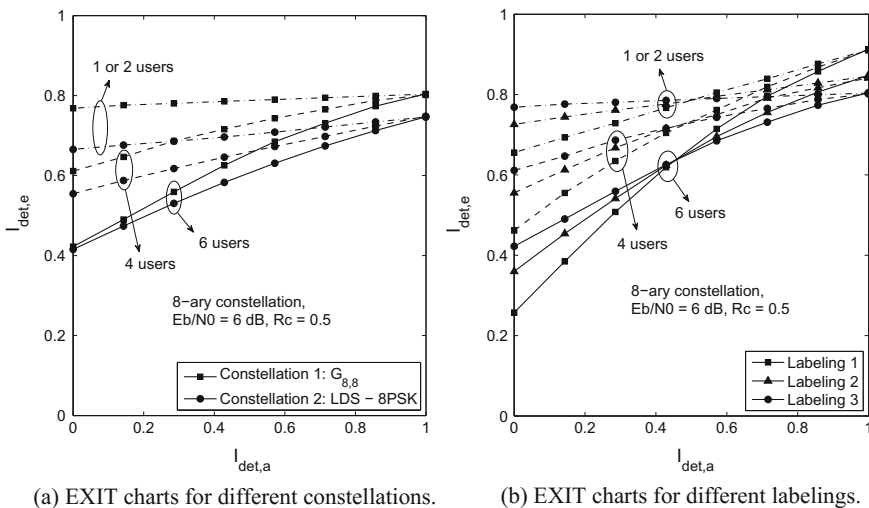 1
0.8
0.6
0.4
0.2
0
0 0.2 0.4 0.6 0.8 1
I_det,e
I_det,a
1 or 2 users
4 users
6 users
8−ary constellation,
Eb/N0 = 6 dB, Rc = 0.5
Constellation 1: G_8,8
Constellation 2: LDS − 8PSK
(a) EXIT charts for different constellations.
1
0.8
0.6
0.4
0.2
0
0 0.2 0.4 0.6 0.8 1
I_det,e
I_det,a
1 or 2 users
4 users
6 users
8−ary constellation,
Eb/N0 = 6 dB, Rc = 0.5
Labeling 1
Labeling 2
Labeling 3
(b) EXIT charts for different labelings.